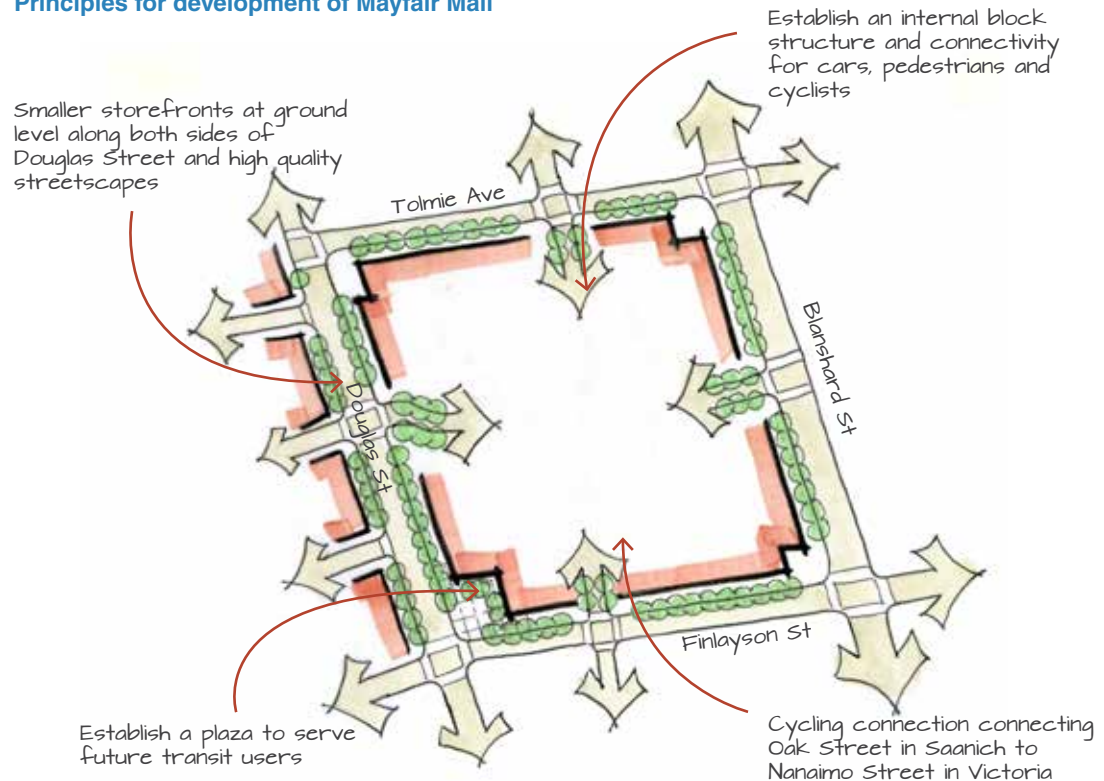 Principles for development of Mayfair Mall
Establish an internal block
structure and connectivity
for cars, pedestrians and
cyclists
Smaller storefronts at ground
level along both sides of
Douglas Street and high quality
streetscapes
Tolmie Ave
Blanshard St
Douglas St
Finlayson St
Establish a plaza to serve
future transit users
Cycling connection connecting
Oak Street in Saanich to
Nanaimo Street in Victoria